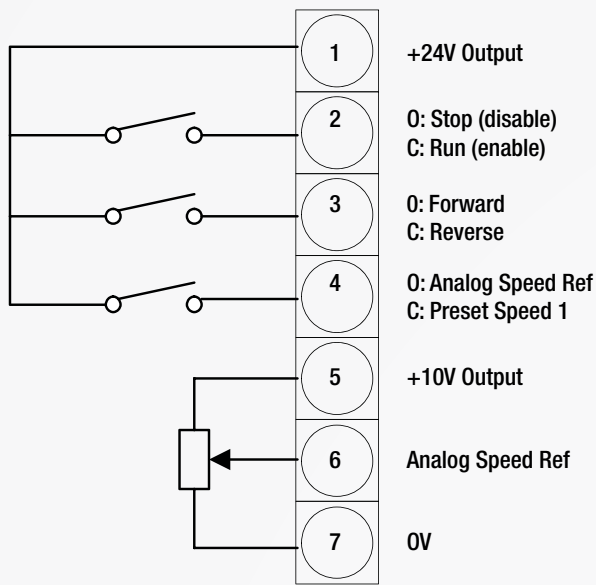 1 +24V Output
2 O: Stop (disable)
C: Run (enable)
3 O: Forward
C: Reverse
4 O: Analog Speed Ref
C: Preset Speed 1
5 +10V Output
6 Analog Speed Ref
7 0V